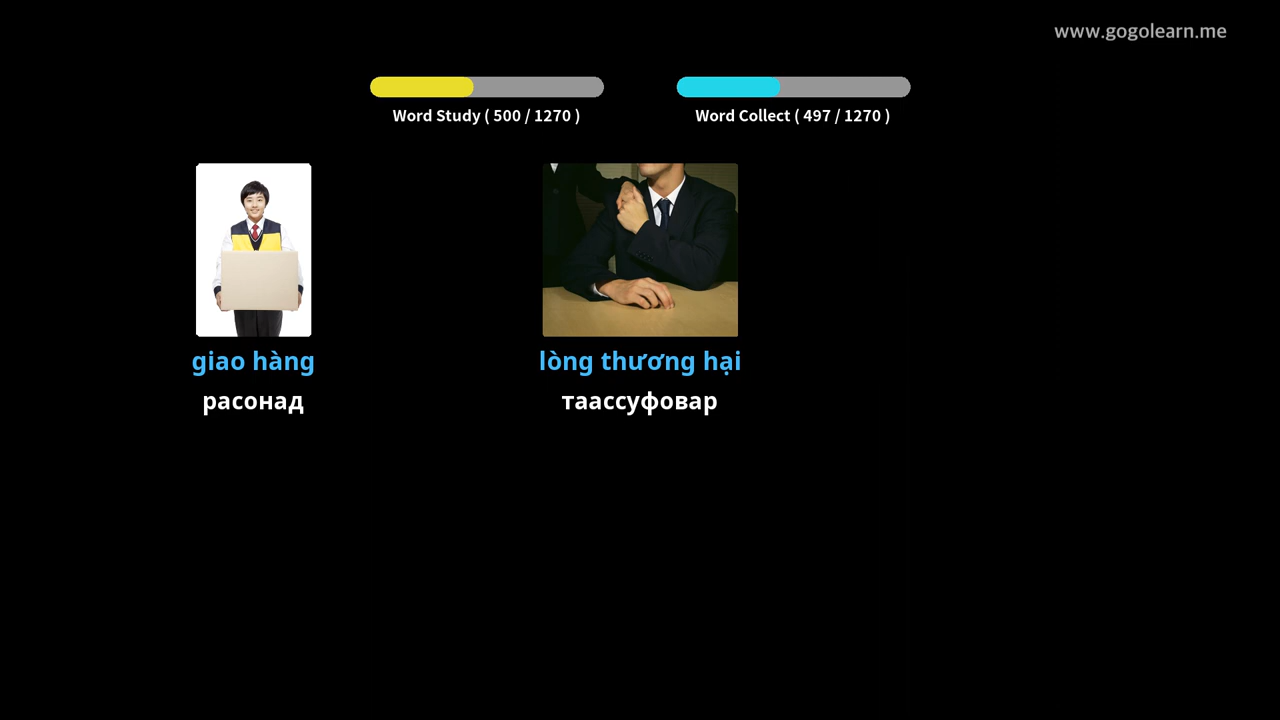 www.gogolearn.me
Word Study ( 500 / 1270 )
Word Collect ( 497 / 1270 )
giao hàng
расонад
lòng thương hại
таассуфовар